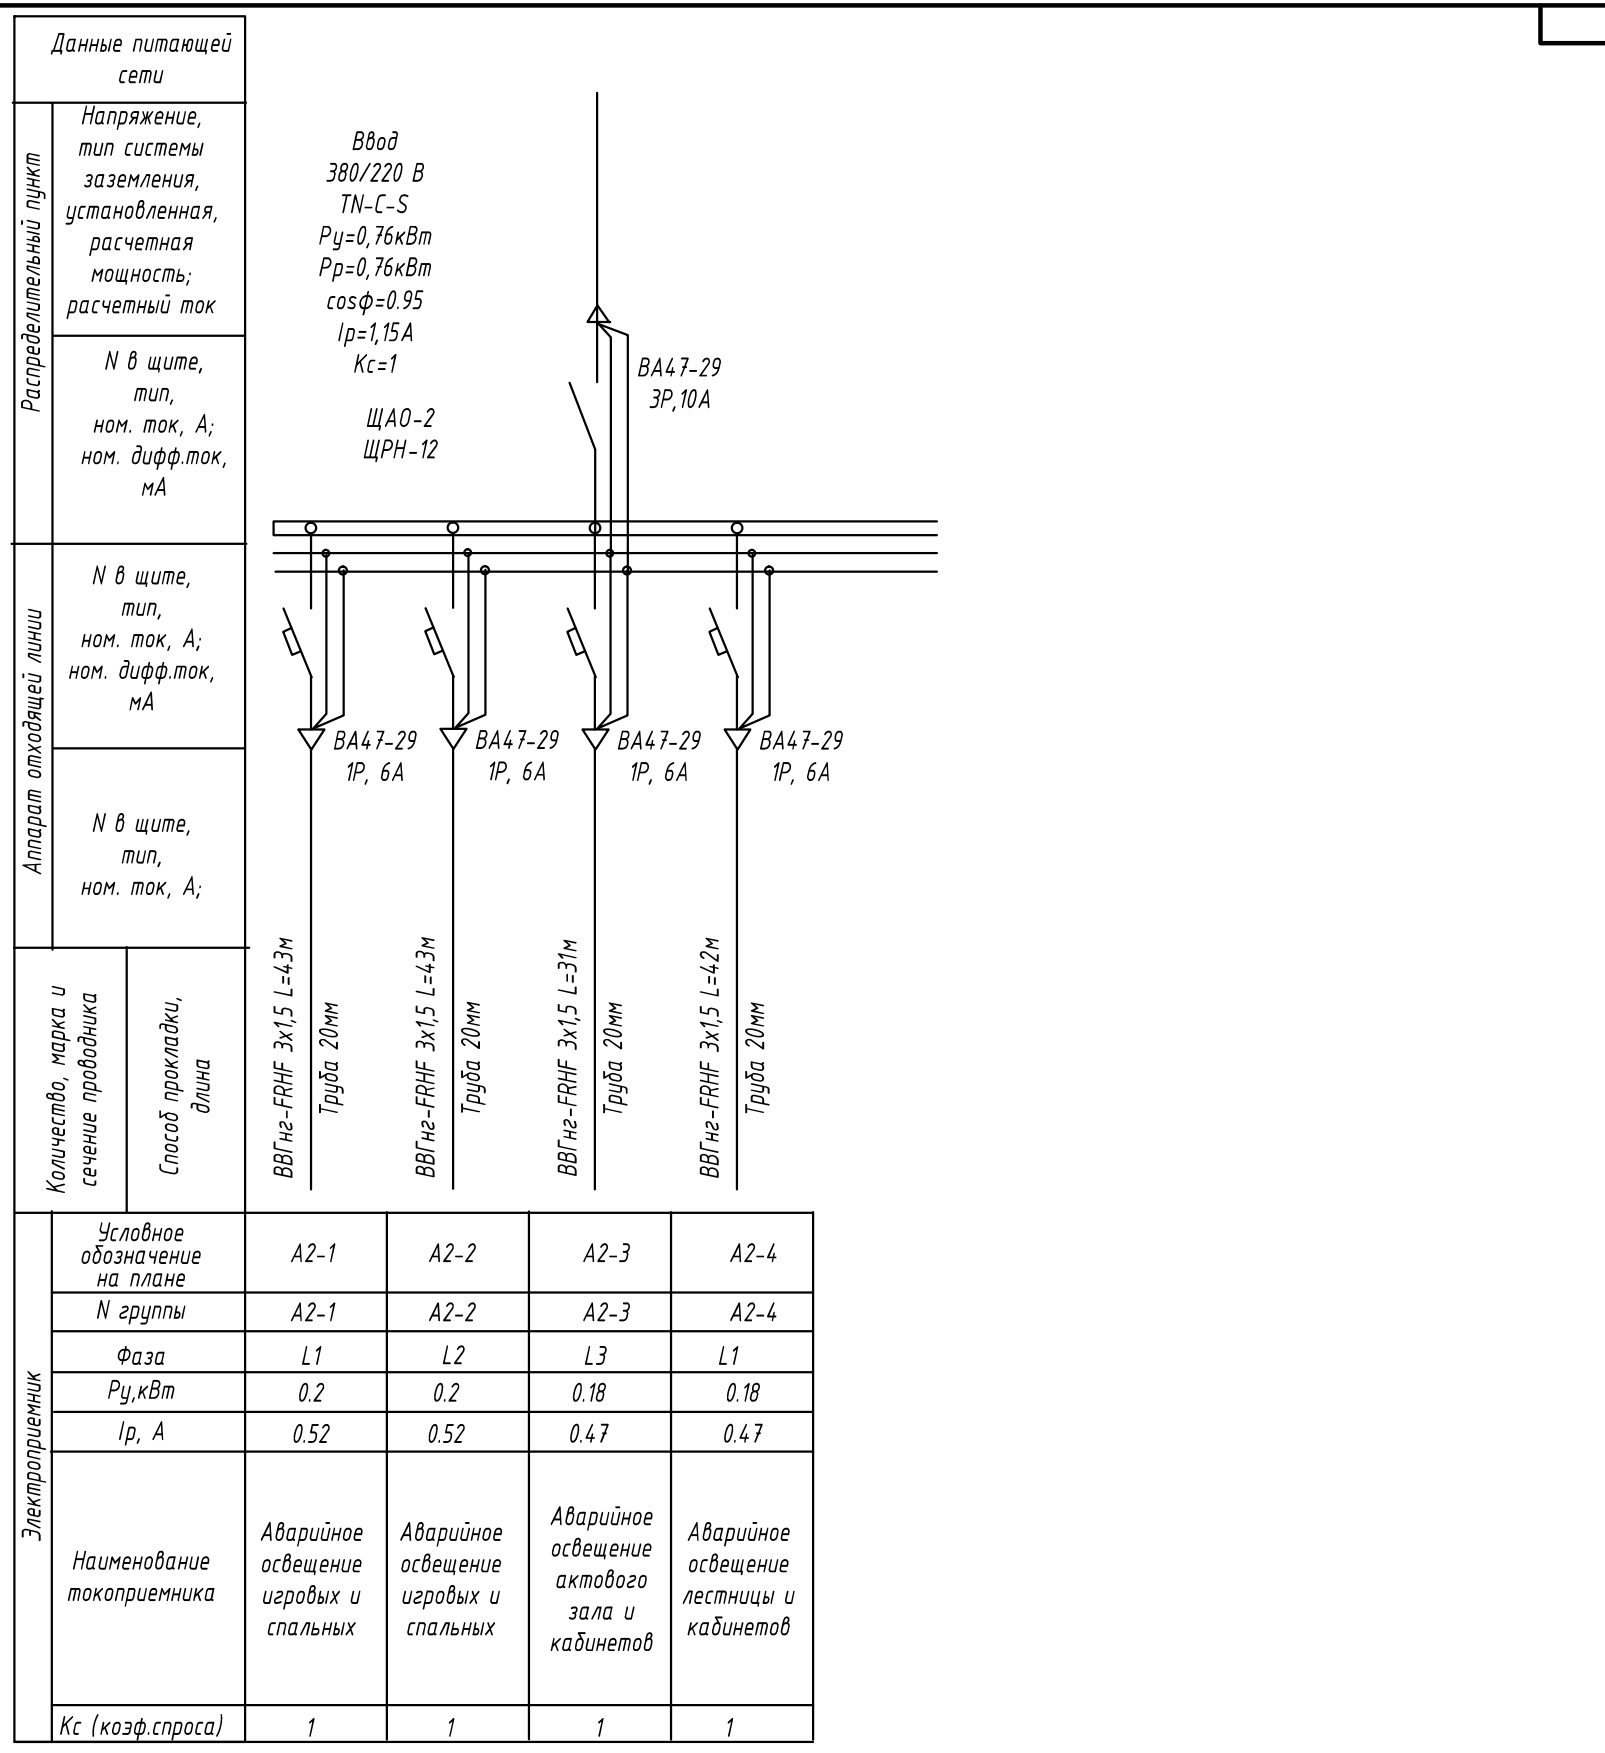 Данные питающей
сети
Распределительный пункт
Напряжение,
тип системы
заземления,
установленная,
расчетная
мощность;
расчетный ток
N в щите,
тип,
ном. ток, А;
ном. дифф.ток,
мА
Ввод
380/220 В
TN-C-S
Ру=0,76кВт
Рр=0,76кВт
cosф=0.95
Iр=1,15А
Кс=1
ЩАО-2
ЩРН-12
ВА47-29
3Р,10А
Аппарат отходящей линии
N в щите,
тип,
ном. ток, А;
ном. дифф.ток,
мА
N в щите,
тип,
ном. ток, А;
ВА47-29
1Р, 6А
ВА47-29
1Р, 6А
ВА47-29
1Р, 6А
ВА47-29
1Р, 6А
Количество, марка и
сечение проводника
Способ прокладки,
длина
ВВГнг-FRHF 3х1,5 L=43м
Труба 20мм
ВВГнг-FRHF 3х1,5 L=43м
Труба 20мм
ВВГнг-FRHF 3х1,5 L=31м
Труба 20мм
ВВГнг-FRHF 3х1,5 L=42м
Труба 20мм
Электроприемник
Условное
обозначение
на плане
А2-1 А2-2 А2-3 А2-4
N группы А2-1 А2-2 А2-3 А2-4
Фаза L1 L2 L3 L1
Ру,кВт 0.2 0.2 0.18 0.18
Iр, А 0.52 0.52 0.47 0.47
Наименование
токоприемника
Аварийное
освещение
игровых и
спальных
Аварийное
освещение
игровых и
спальных
Аварийное
освещение
актового
зала и
кабинетов
Аварийное
освещение
лестницы и
кабинетов
Кс (коэф.спроса) 1 1 1 1